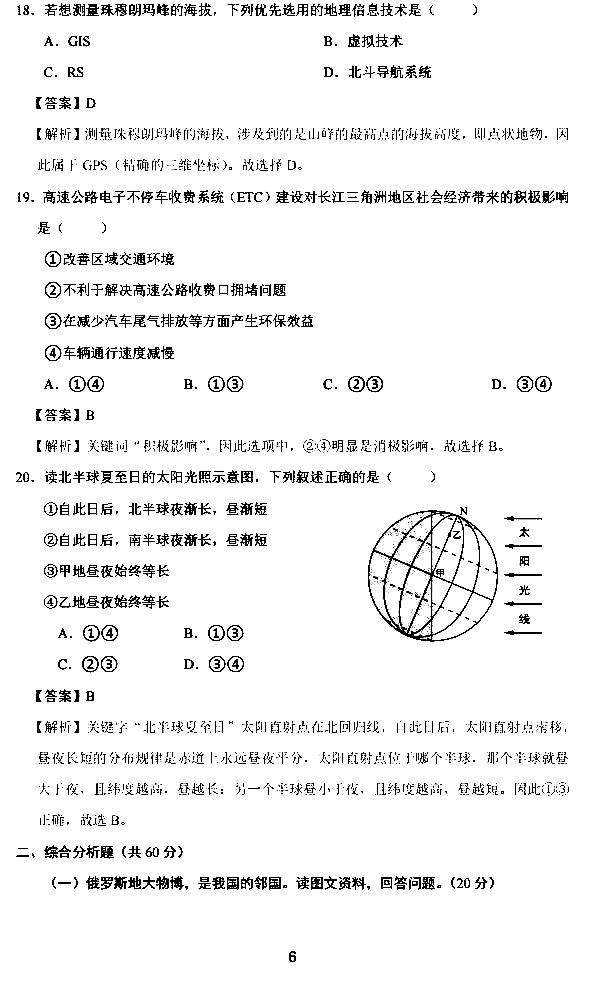 18．若想测量珠穆朗玛峰的海拔，下列优先选用的地理信息技术是（　　）
A．GIS　　B．虚拟技术
C．RS　　D．北斗导航系统
【答案】D
【解析】测量珠穆朗玛峰的海拔，涉及到的是山峰的最高点的海拔高度，即点状地物，因
此属于 GPS（精确的三维坐标）。故选择 D。
19．高速公路电子不停车收费系统（ETC）建设对长江三角洲地区社会经济带来的积极影响
是（　　）
①改善区域交通环境
②不利于解决高速公路收费口拥堵问题
③在减少汽车尾气排放等方面产生环保效益
④车辆通行速度减慢
A．①④　　B．①③　　C．②③　　D．③④
【答案】B
【解析】关键词“积极影响”，因此选项中，②④明显是消极影响，故选择 B。
20．读北半球夏至日的太阳光照示意图，下列叙述正确的是（　　）
①自此日后，北半球夜渐长，昼渐短
②自此日后，南半球夜渐长，昼渐短
③甲地昼夜始终等长
④乙地昼夜始终等长
A．①④　　B．①③
C．②③　　D．③④
N
乙
甲
太
阳
光
线
【答案】B
【解析】关键字“北半球夏至日”太阳直射点在北回归线，自此日后，太阳直射点南移，
昼夜长短的分布规律是赤道上永远昼夜平分，太阳直射点位于哪个半球，那个半球就昼
大于夜，且纬度越高，昼越长；另一个半球昼小于夜，且纬度越高，昼越短。因此①③
正确，故选 B。
二、综合分析题（共 60 分）
（一）俄罗斯地大物博，是我国的邻国。读图文资料，回答问题。（20 分）
6